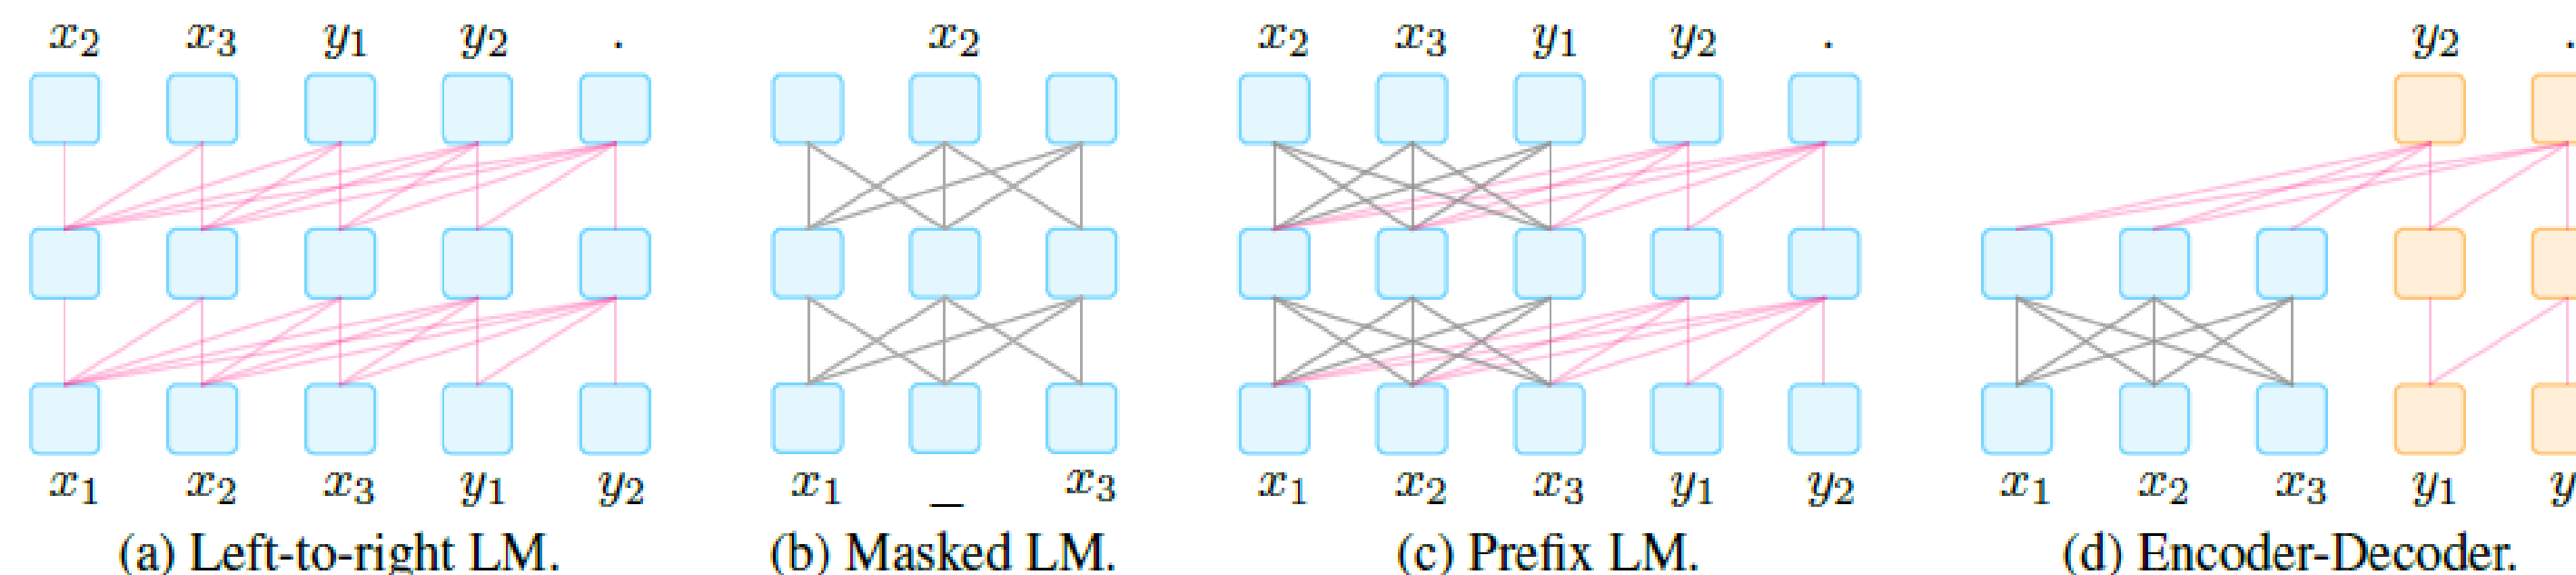 x2 x3 y1 y2 .
x2
x2 x3 y1 y2 .
y2 .
x1 x2 x3 y1 y2
x1 _ x3
x1 x2 x3 y1 y2
x1 x2 x3 y1 y
(a) Left-to-right LM.
(b) Masked LM.
(c) Prefix LM.
(d) Encoder-Decoder.